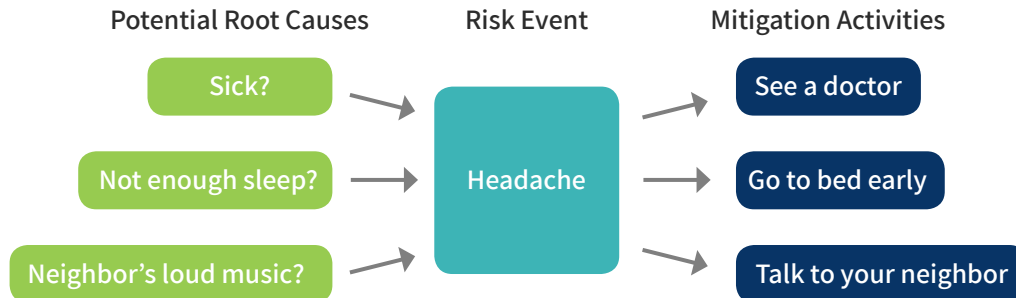 Potential Root Causes
Risk Event
Mitigation Activities
Sick?
See a doctor
Not enough sleep?
Headache
Go to bed early
Neighbor's loud music?
Talk to your neighbor